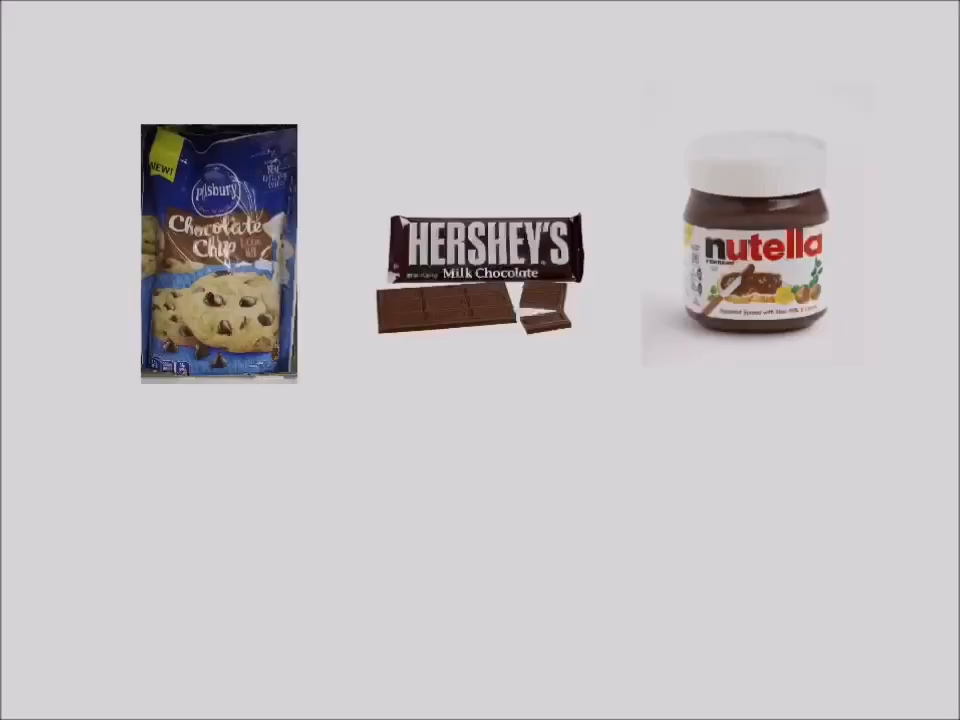 NEW!
Pillsbury
Chocolate
Chip
HERSHEY'S
Milk Chocolate
nutella